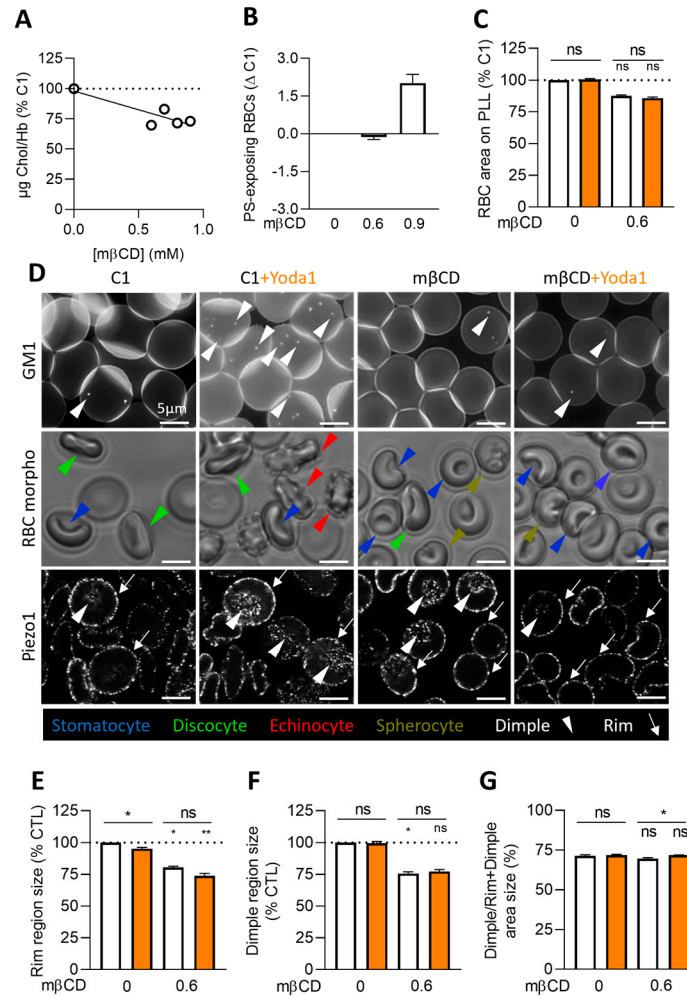 A
µg Chol/Hb (% C1)
125
100
75
50
25
0
0.0
0.5
1.0
[mβCD] (mM)
B
PS-exposing RBCs (Δ C1)
3.0
1.5
0.0
-1.5
-3.0
mβCD 0 0.6 0.9
C
RBC area on PLL (% C1)
ns ns
ns ns
125
100
75
50
25
0
mβCD 0 0.6
D
C1 C1+Yoda1 mβCD mβCD+Yoda1
GM1
5µm
RBC morpho
Piezo1
Stomatocyte Discocyte Echinocyte Spherocyte Dimple Rim
E
Rim region size (% CTL)
* ns
* **
125
100
75
50
25
0
mβCD 0 0.6
F
Dimple region size
(% CTL)
ns ns
* ns
125
100
75
50
25
0
mβCD 0 0.6
G
Dimple/Rim+Dimple
area size (%)
ns *
ns ns
100
75
50
25
0
mβCD 0 0.6